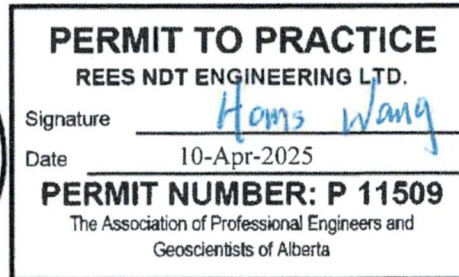 PERMIT TO PRACTICE
REES NDT ENGINEERING LTD.
Signature Homs Wang
Date 10-Apr-2025
PERMIT NUMBER: P 11509
The Association of Professional Engineers and
Geoscientists of Alberta